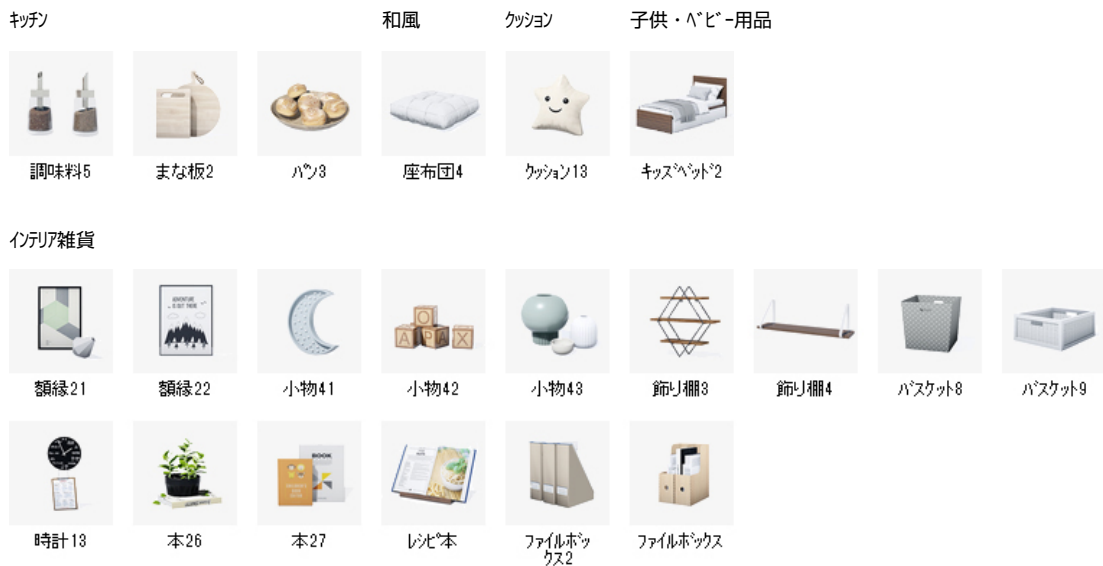 ｷｯﾁﾝ
和風
ｸｯｼｮﾝ
子供・ﾍﾞﾋﾞｰ用品
調味料5
まな板2
ﾊﾟﾝ3
座布団4
ｸｯｼｮﾝ13
ｷｯｽﾞﾍﾞｯﾄﾞ2
ｲﾝﾃﾘｱ雑貨
ADVENTURE
IS OUT THERE
O
A P A X
額縁21
額縁22
小物41
小物42
小物43
飾り棚3
飾り棚4
ﾊﾞｽｹｯﾄ8
ﾊﾞｽｹｯﾄ9
BOOK
時計13
本26
本27
ﾚｼﾋﾟ本
ﾌｧｲﾙﾎﾞｯ
ｸｽ2
ﾌｧｲﾙﾎﾞｯｸｽ